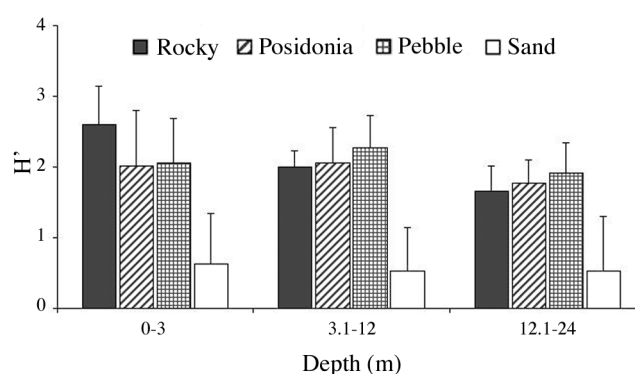 4
Rocky Posidonia Pebble Sand
3
H'
2
1
0
0-3 3.1-12 12.1-24
Depth (m)